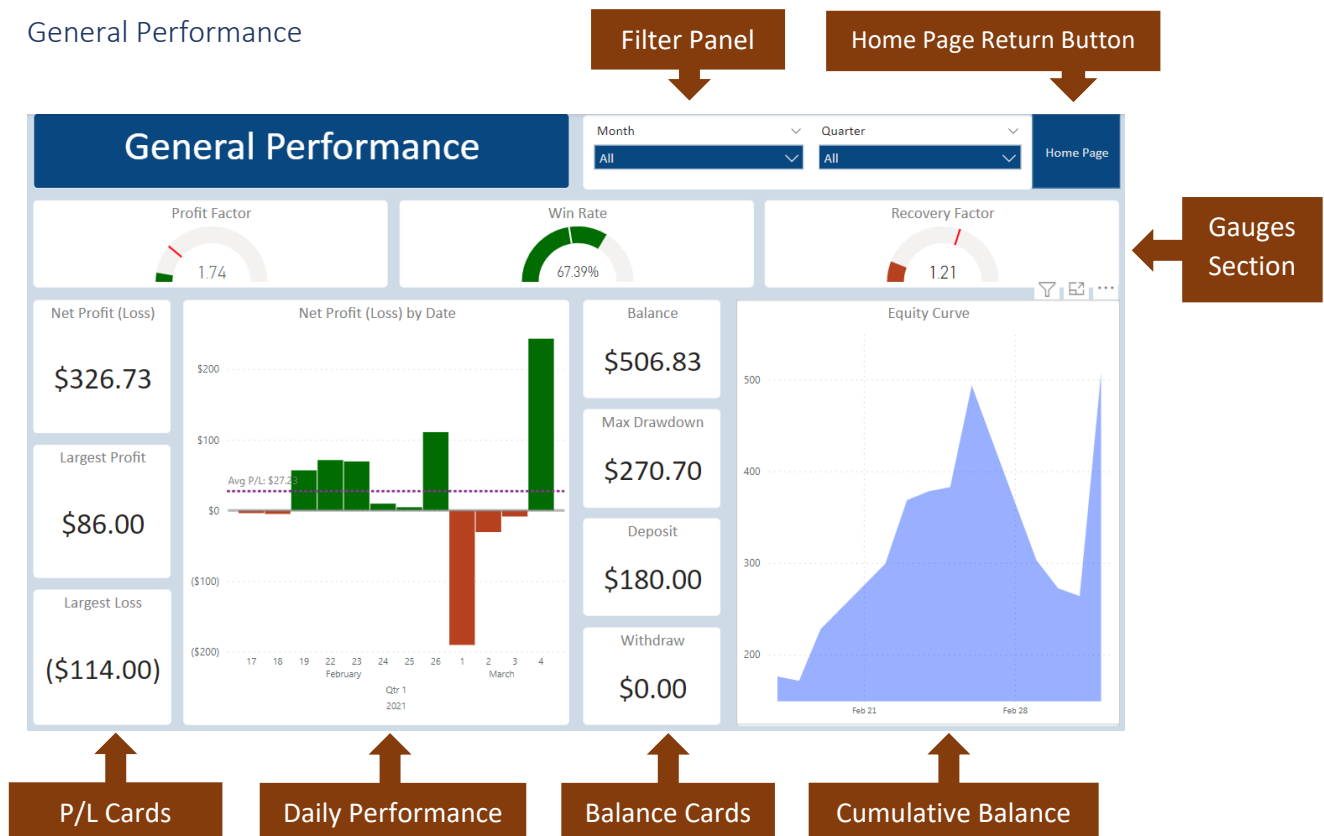 General Performance
Filter Panel
Home Page Return Button
General Performance
Month
All
Quarter
All
Home Page
Profit Factor
1.74
Win Rate
67.39%
Recovery Factor
1.21
Gauges
Section
Net Profit (Loss)
$326.73
Largest Profit
$86.00
Largest Loss
($114.00)
Net Profit (Loss) by Date
$200
$100
Avg P/L: $27.23
$0
($100)
($200)
17 18 19 22 23 24 25 26 1 2 3 4
February March
Qtr 1
2021
Balance
$506.83
Max Drawdown
$270.70
Deposit
$180.00
Withdraw
$0.00
Equity Curve
500
400
300
200
Feb 21 Feb 28
P/L Cards
Daily Performance
Balance Cards
Cumulative Balance